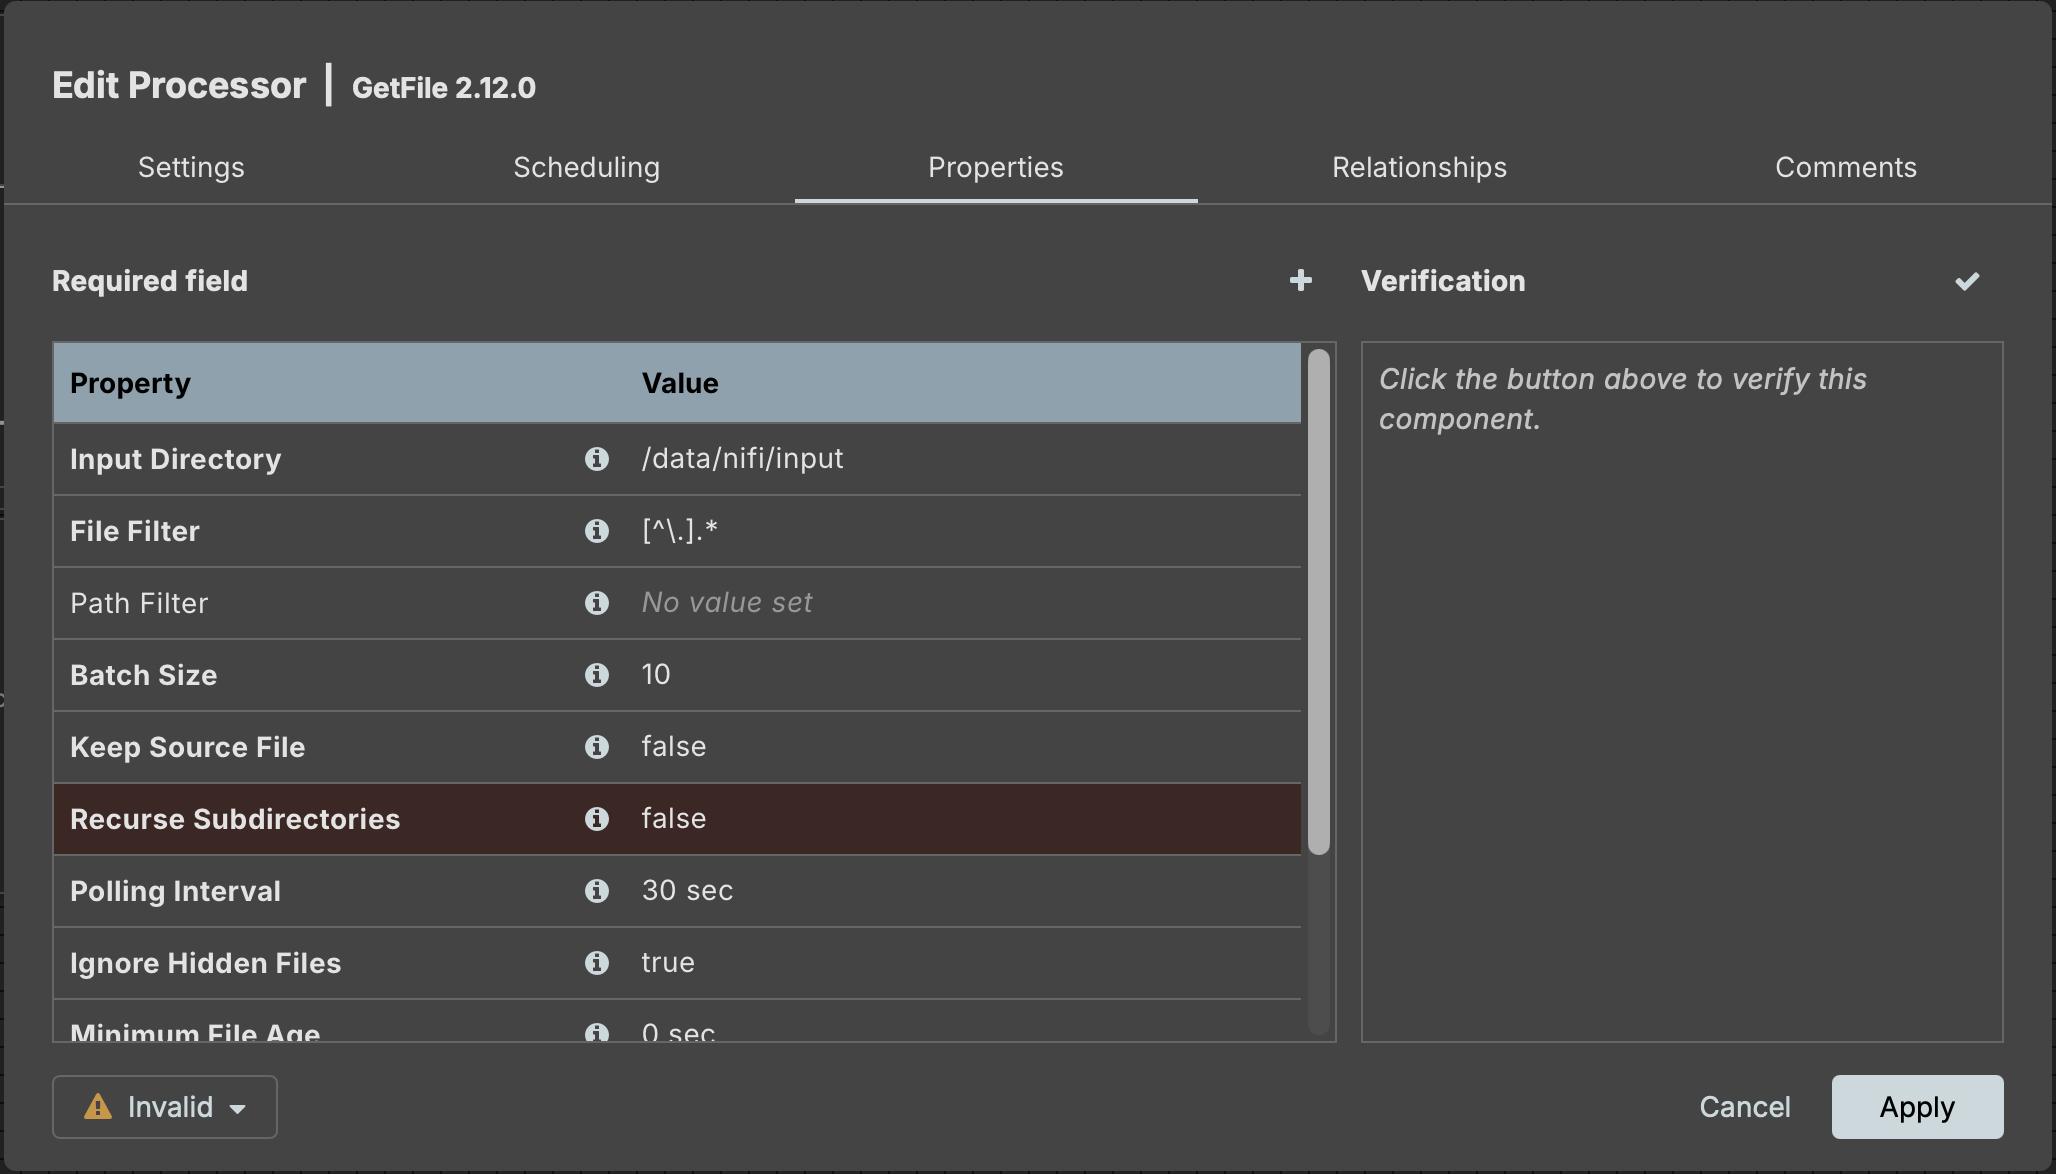 Edit Processor | GetFile 2.12.0
Settings Scheduling Properties Relationships Comments
Required field
Verification
Property Value
Input Directory /data/nifi/input
File Filter [^\.].*
Path Filter No value set
Batch Size 10
Keep Source File false
Recurse Subdirectories false
Polling Interval 30 sec
Ignore Hidden Files true
Minimum File Age 0 sec
Click the button above to verify this
component.
Invalid
Cancel Apply